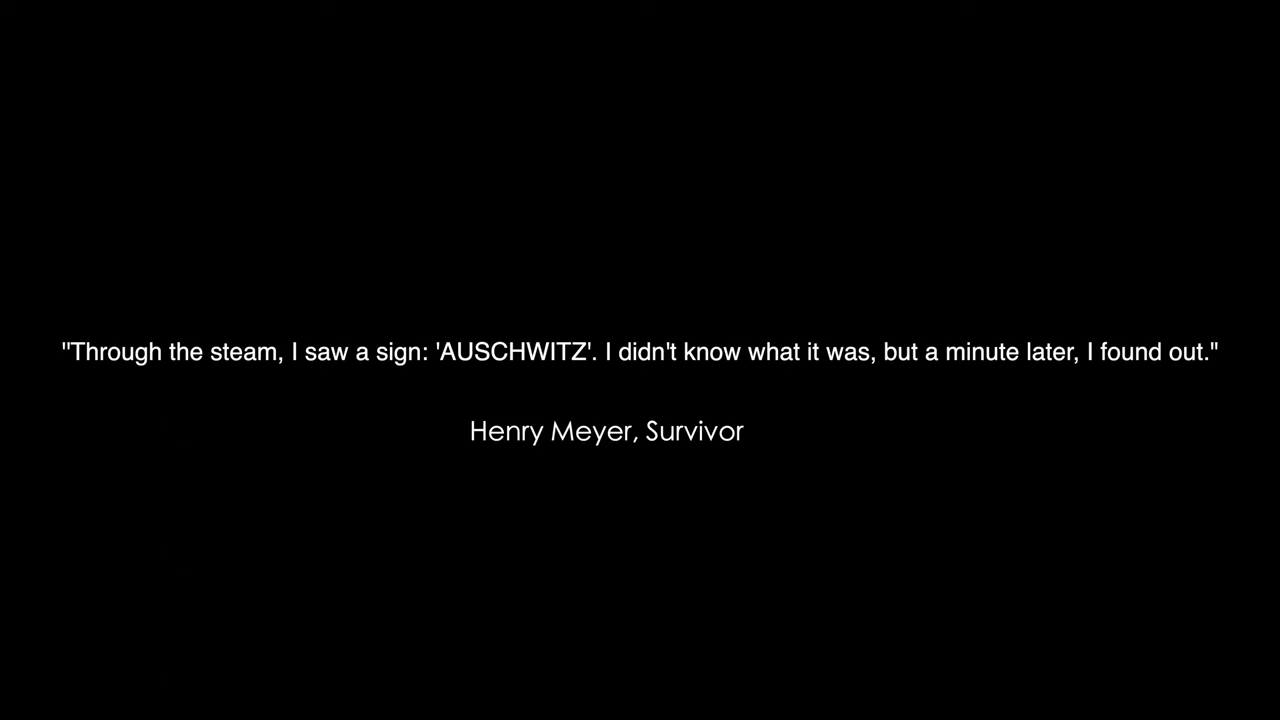 "Through the steam, I saw a sign: 'AUSCHWITZ'. I didn't know what it was, but a minute later, I found out."
Henry Meyer, Survivor